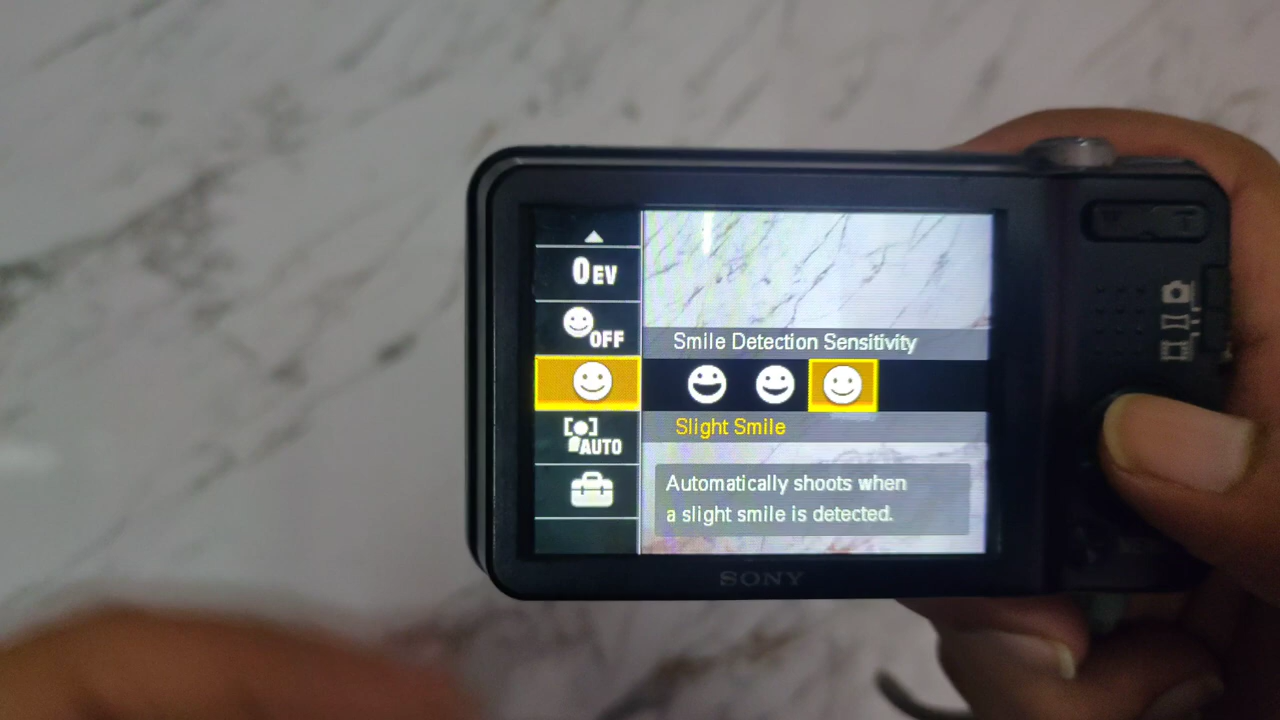 0EV
OFF
Smile Detection Sensitivity
Slight Smile
AUTO
Automatically shoots when
a slight smile is detected.
SONY